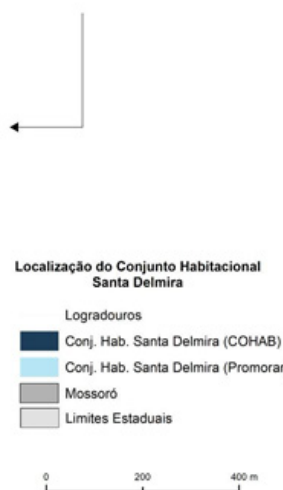 Localização do Conjunto Habitacional
Santa Delmira
Logradouros
Conj. Hab. Santa Delmira (COHAB)
Conj. Hab. Santa Delmira (Promorar
Mossoró
Limites Estaduais
0 200 400 m